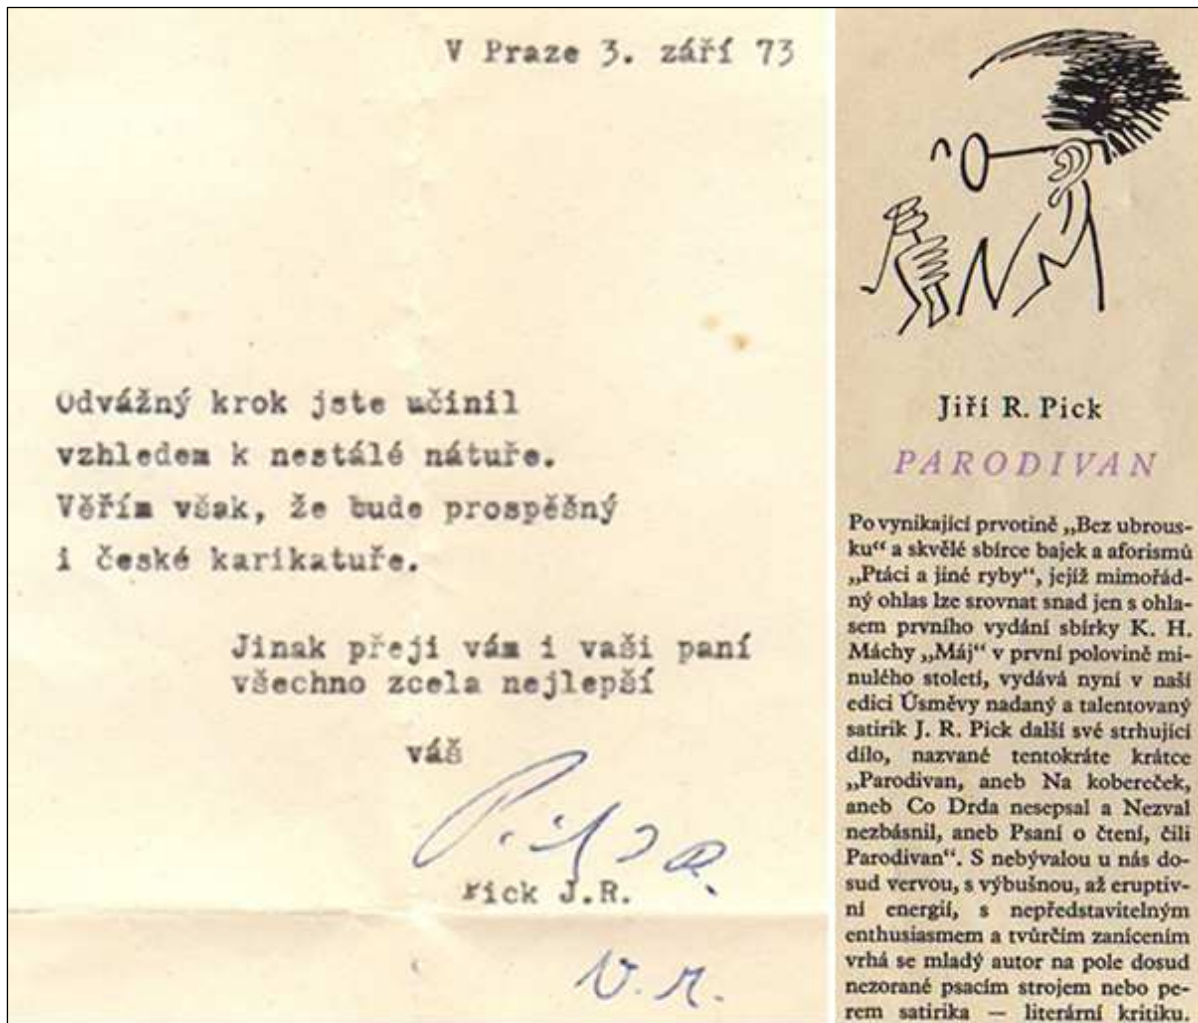 V Praze 3. září 73
Odvážný krok jste učinil
vzhledem k nestálé nátuře.
Věřím však, že bude prospěšný
i české karikatuře.
Jinak přeji vám i vaši paní
všechno zcela nejlepší
váš
Pick J.R.
Pick J.R.
V. r.
Jiří R. Pick
PARODIVAN
Po vynikající prvotině „Bez ubrous-
ku“ a skvělé sbírce bajek a aforismů
„Ptáci a jiné ryby“, jejíž mimořád-
ný ohlas lze srovnat snad jen s ohla-
sem prvního vydání sbírky K. H.
Máchy „Máj“ v první polovině mi-
nulého století, vydává nyní v naší
edici Úsměvy nadaný a talentovaný
satirik J. R. Pick další své strhující
dílo, nazvané tentokráte krátce
„Parodivan, aneb Na kobereček,
aneb Co Drda nesepsal a Nezval
nezbásnil, aneb Psaní o čtení, čili
Parodivan“. S nebývalou u nás do-
sud vervou, s výbušnou, až eruptiv-
ní energií, s nepředstavitelným
enthusiasmem a tvůrčím zanícením
vrhá se mladý autor na pole dosud
nezorané psacím strojem nebo pe-
rem satirika — literární kritiku.